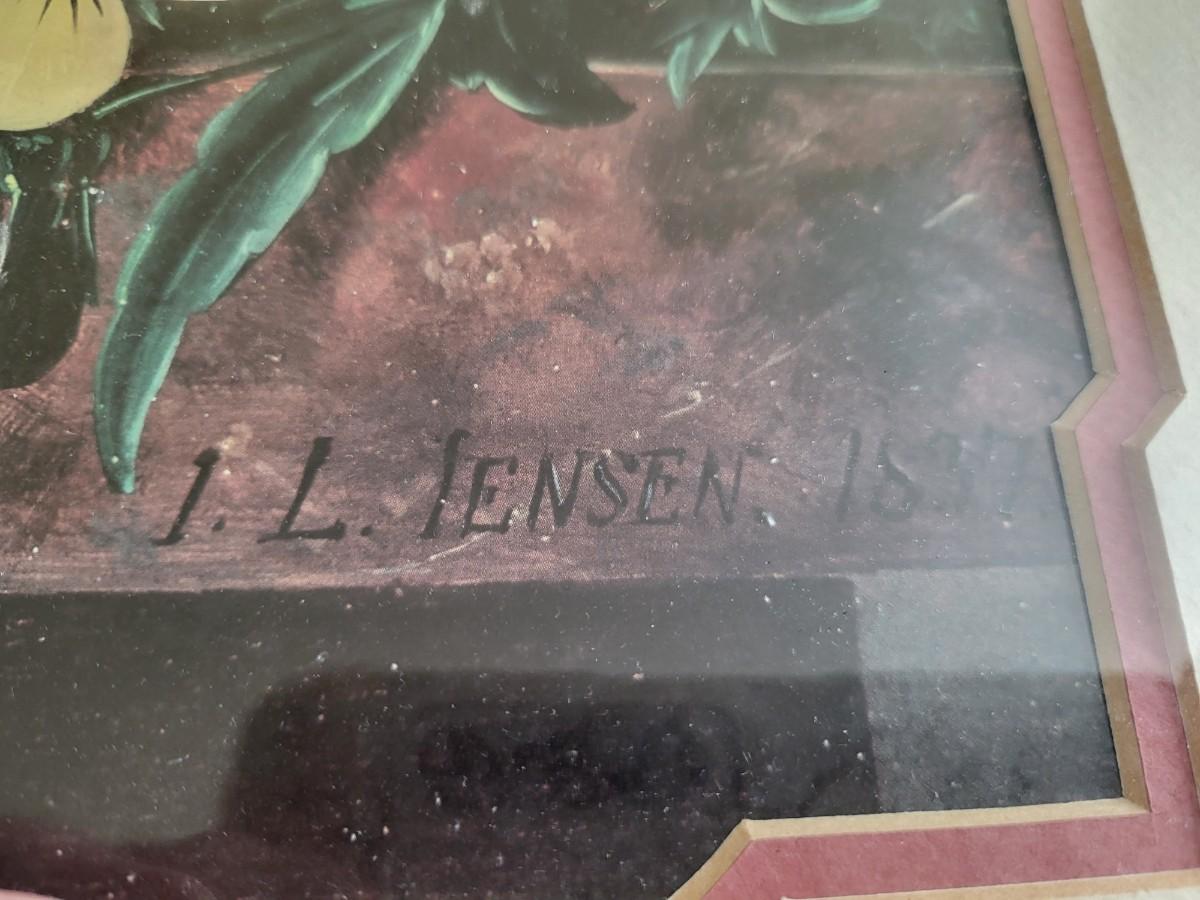 I. L. IENSEN. 1837.